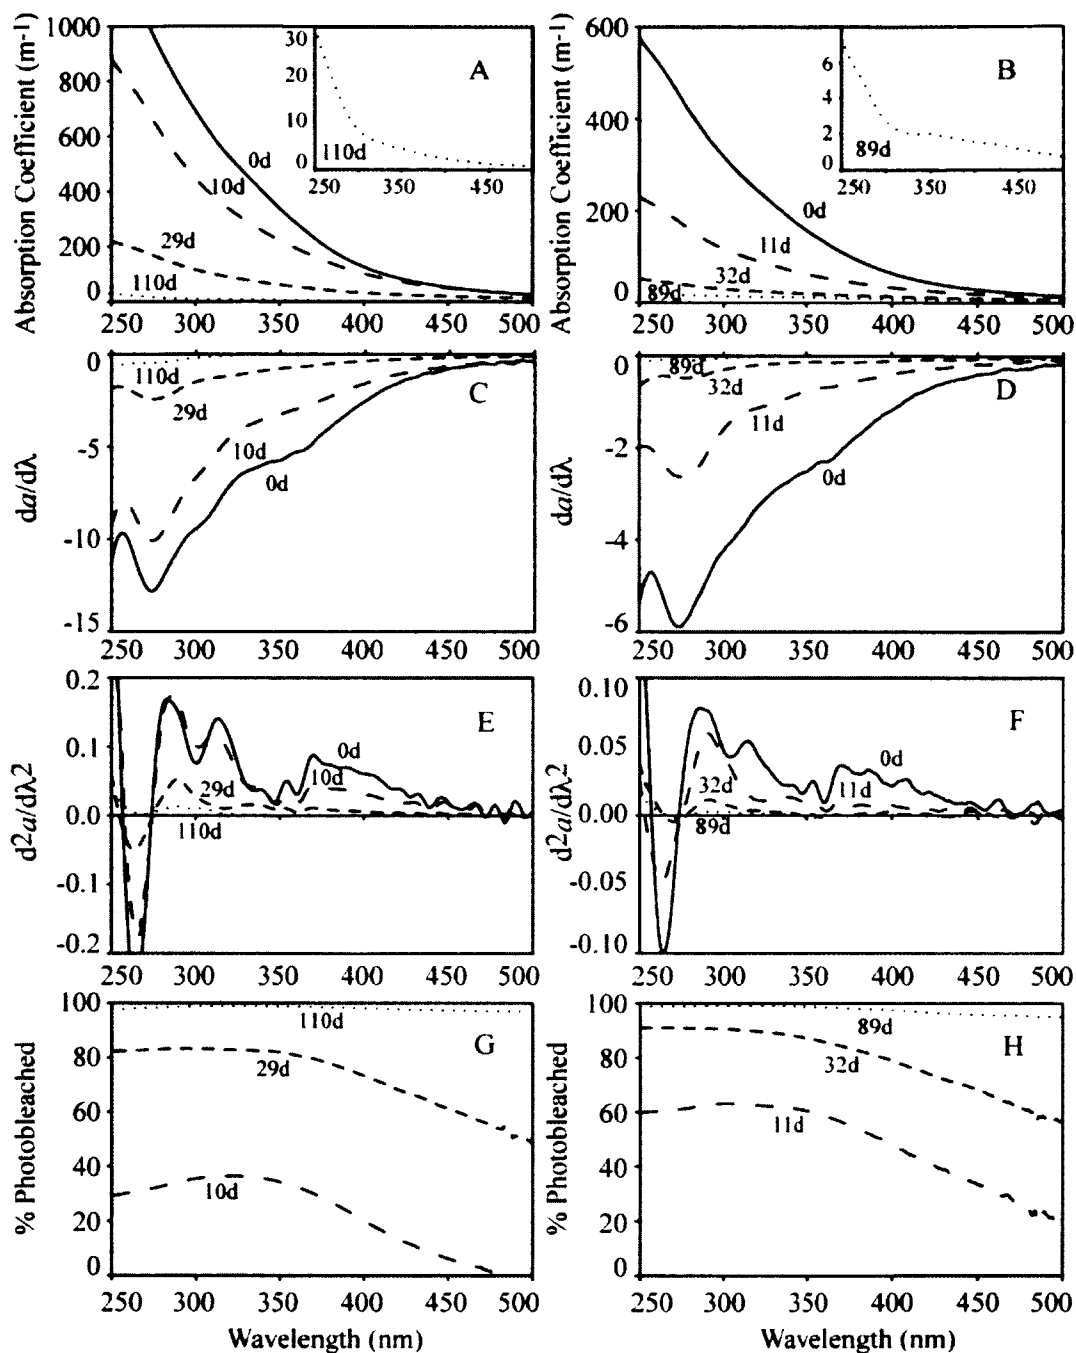 Absorption Coefficient (m-1)
1000
800
600
400
200
0
A
0d
10d
29d
110d
30
20
10
0
110d
250 350 450
250 300 350 400 450 500
Absorption Coefficient (m-1)
600
400
200
0
B
0d
11d
32d
89d
6
4
2
0
89d
250 350 450
250 300 350 400 450 500
da/dλ
0
-5
-10
-15
C
110d
29d
10d
0d
250 300 350 400 450 500
da/dλ
0
-2
-4
-6
D
89d
32d
11d
0d
250 300 350 400 450 500
d2a/dλ2
0.2
0.1
0.0
-0.1
-0.2
E
0d
10d
29d
110d
250 300 350 400 450 500
d2a/dλ2
0.10
0.05
0.00
-0.05
-0.10
F
0d
11d
32d
89d
250 300 350 400 450 500
% Photobleached
100
80
60
40
20
0
G
110d
29d
10d
250 300 350 400 450 500
Wavelength (nm)
% Photobleached
100
80
60
40
20
0
H
89d
32d
11d
250 300 350 400 450 500
Wavelength (nm)